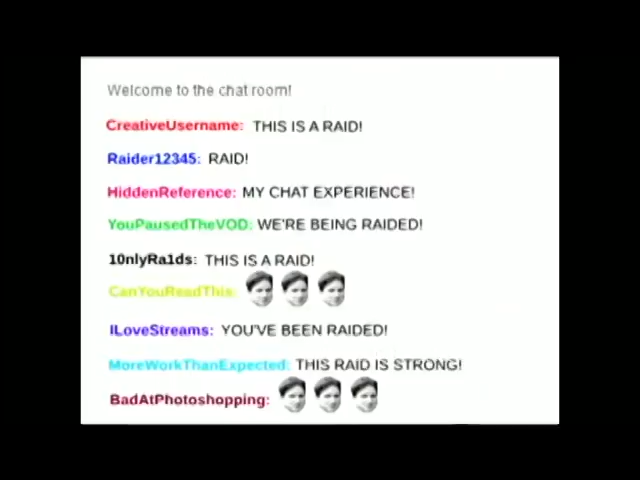 Welcome to the chat room!
CreativeUsername: THIS IS A RAID!
Raider12345: RAID!
HiddenReference: MY CHAT EXPERIENCE!
YouPausedTheVOD: WE'RE BEING RAIDED!
10nlyRa1ds: THIS IS A RAID!
CanYouReadThis:
ILoveStreams: YOU'VE BEEN RAIDED!
MoreWorkThanExpected: THIS RAID IS STRONG!
BadAtPhotoshopping: